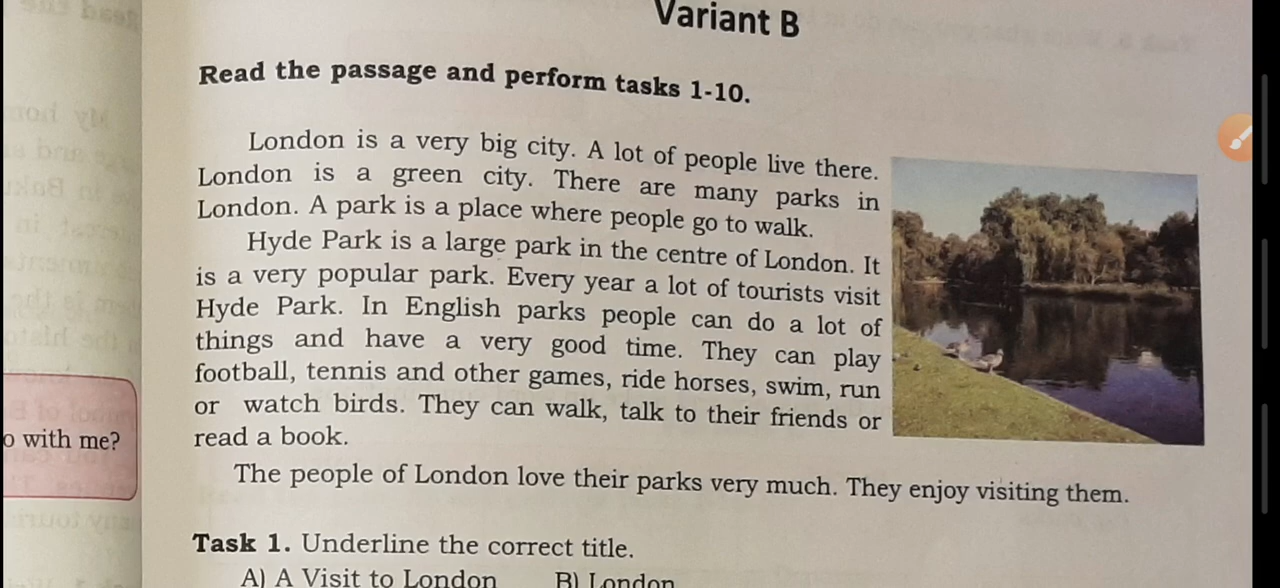 Variant B
Read the passage and perform tasks 1-10.
London is a very big city. A lot of people live there.
London is a green city. There are many parks in
London. A park is a place where people go to walk.
Hyde Park is a large park in the centre of London. It
is a very popular park. Every year a lot of tourists visit
Hyde Park. In English parks people can do a lot of
things and have a very good time. They can play
football, tennis and other games, ride horses, swim, run
or watch birds. They can walk, talk to their friends or
read a book.
The people of London love their parks very much. They enjoy visiting them.
Task 1. Underline the correct title.
A) A Visit to London B) London
with me?